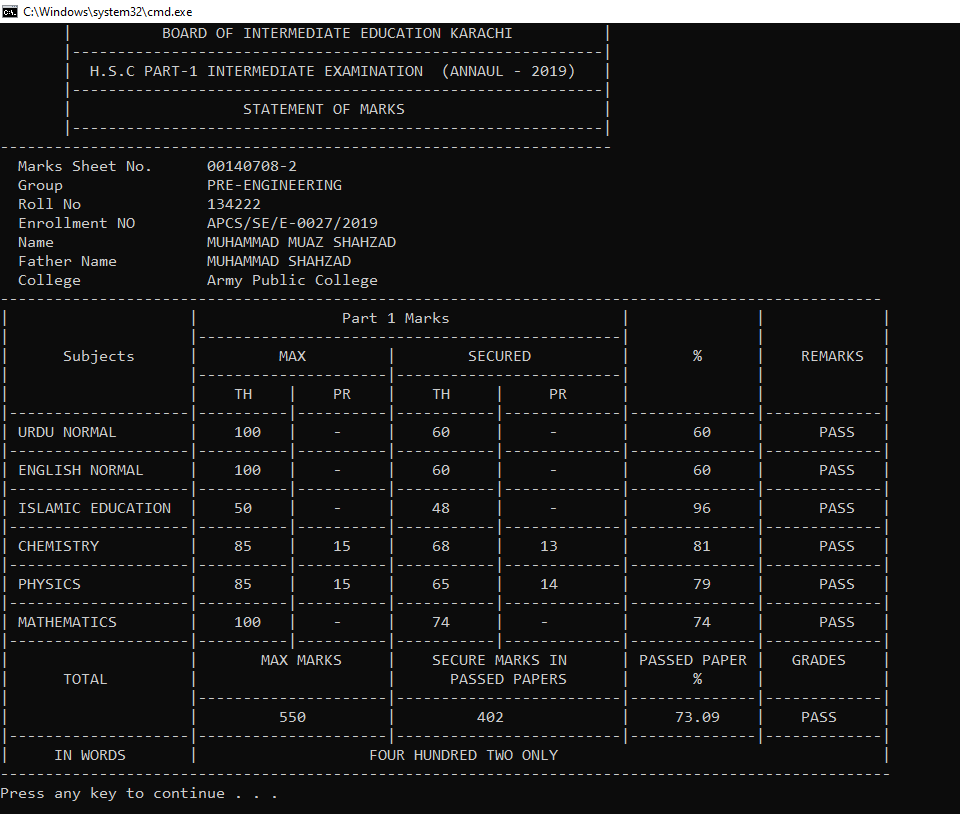 C:\Windows\system32\cmd.exe
BOARD OF INTERMEDIATE EDUCATION KARACHI
H.S.C PART-1 INTERMEDIATE EXAMINATION (ANNAUL - 2019)
STATEMENT OF MARKS
Marks Sheet No. 00140708-2
Group PRE-ENGINEERING
Roll No 134222
Enrollment NO APCS/SE/E-0027/2019
Name MUHAMMAD MUAZ SHAHZAD
Father Name MUHAMMAD SHAHZAD
College Army Public College
Part 1 Marks
Subjects MAX SECURED % REMARKS
TH PR TH PR
URDU NORMAL 100 - 60 - 60 PASS
ENGLISH NORMAL 100 - 60 - 60 PASS
ISLAMIC EDUCATION 50 - 48 - 96 PASS
CHEMISTRY 85 15 68 13 81 PASS
PHYSICS 85 15 65 14 79 PASS
MATHEMATICS 100 - 74 - 74 PASS
MAX MARKS SECURE MARKS IN PASSED PAPER GRADES
TOTAL PASSED PAPERS %
550 402 73.09 PASS
IN WORDS FOUR HUNDRED TWO ONLY
Press any key to continue . . .